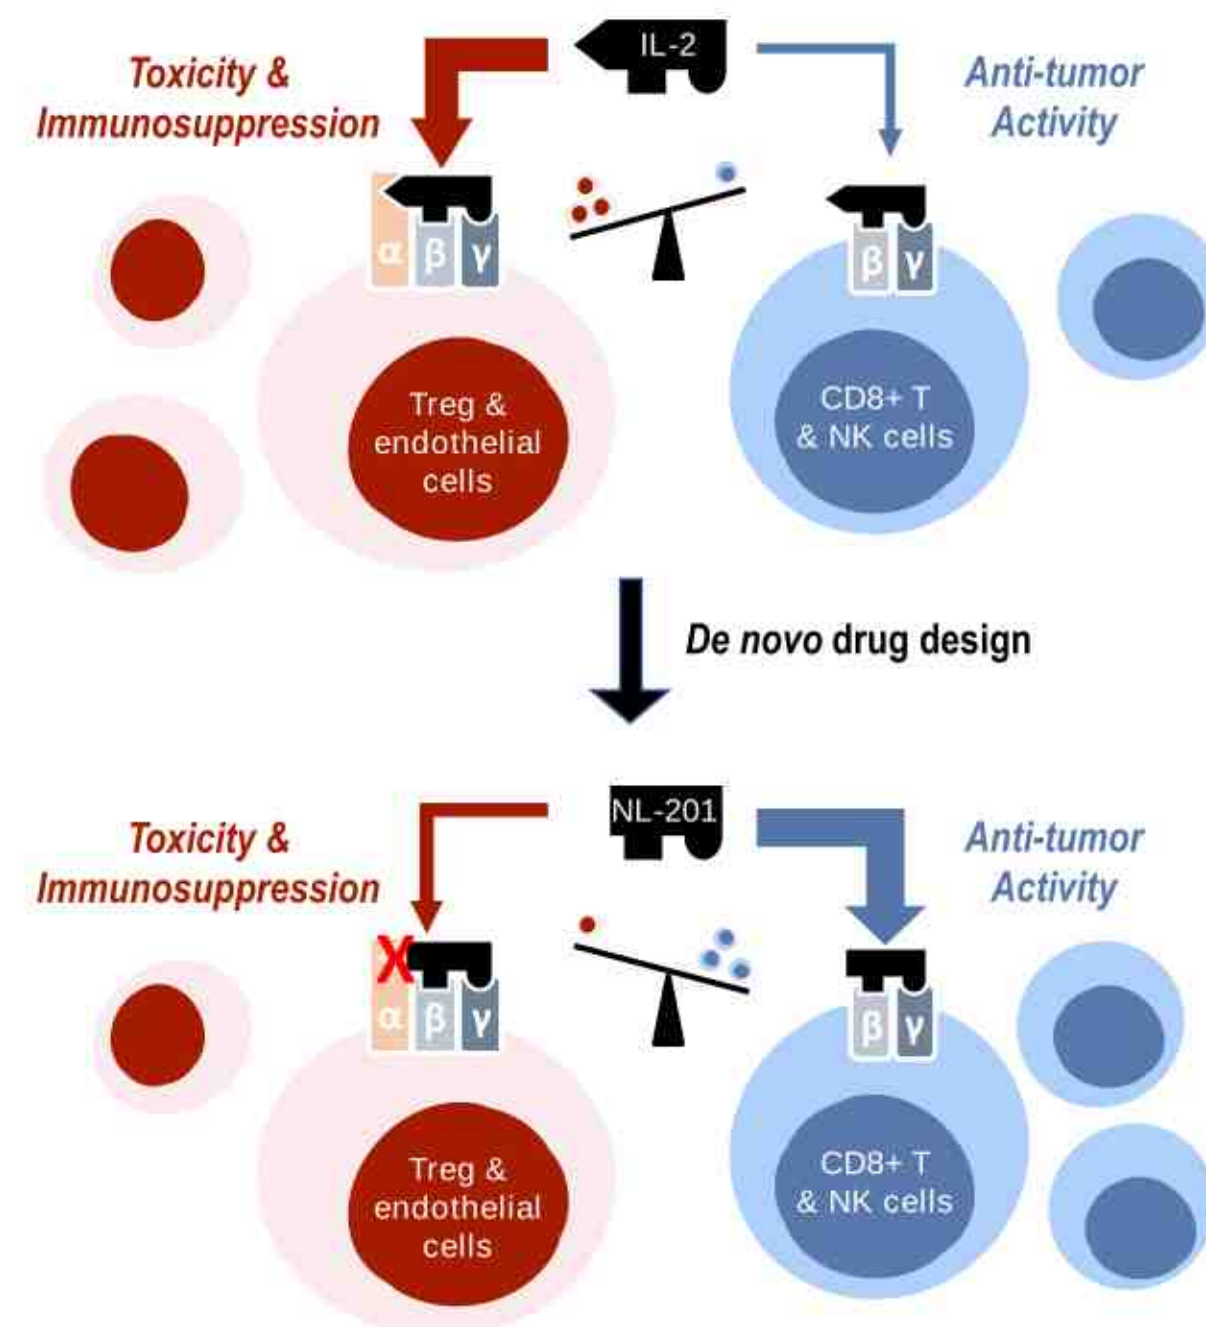 IL-2
Toxicity &
Immunosuppression
Anti-tumor
Activity
α β γ
β γ
Treg &
endothelial
cells
CD8+ T
& NK cells
De novo drug design
NL-201
Toxicity &
Immunosuppression
Anti-tumor
Activity
X
α β γ
β γ
Treg &
endothelial
cells
CD8+ T
& NK cells